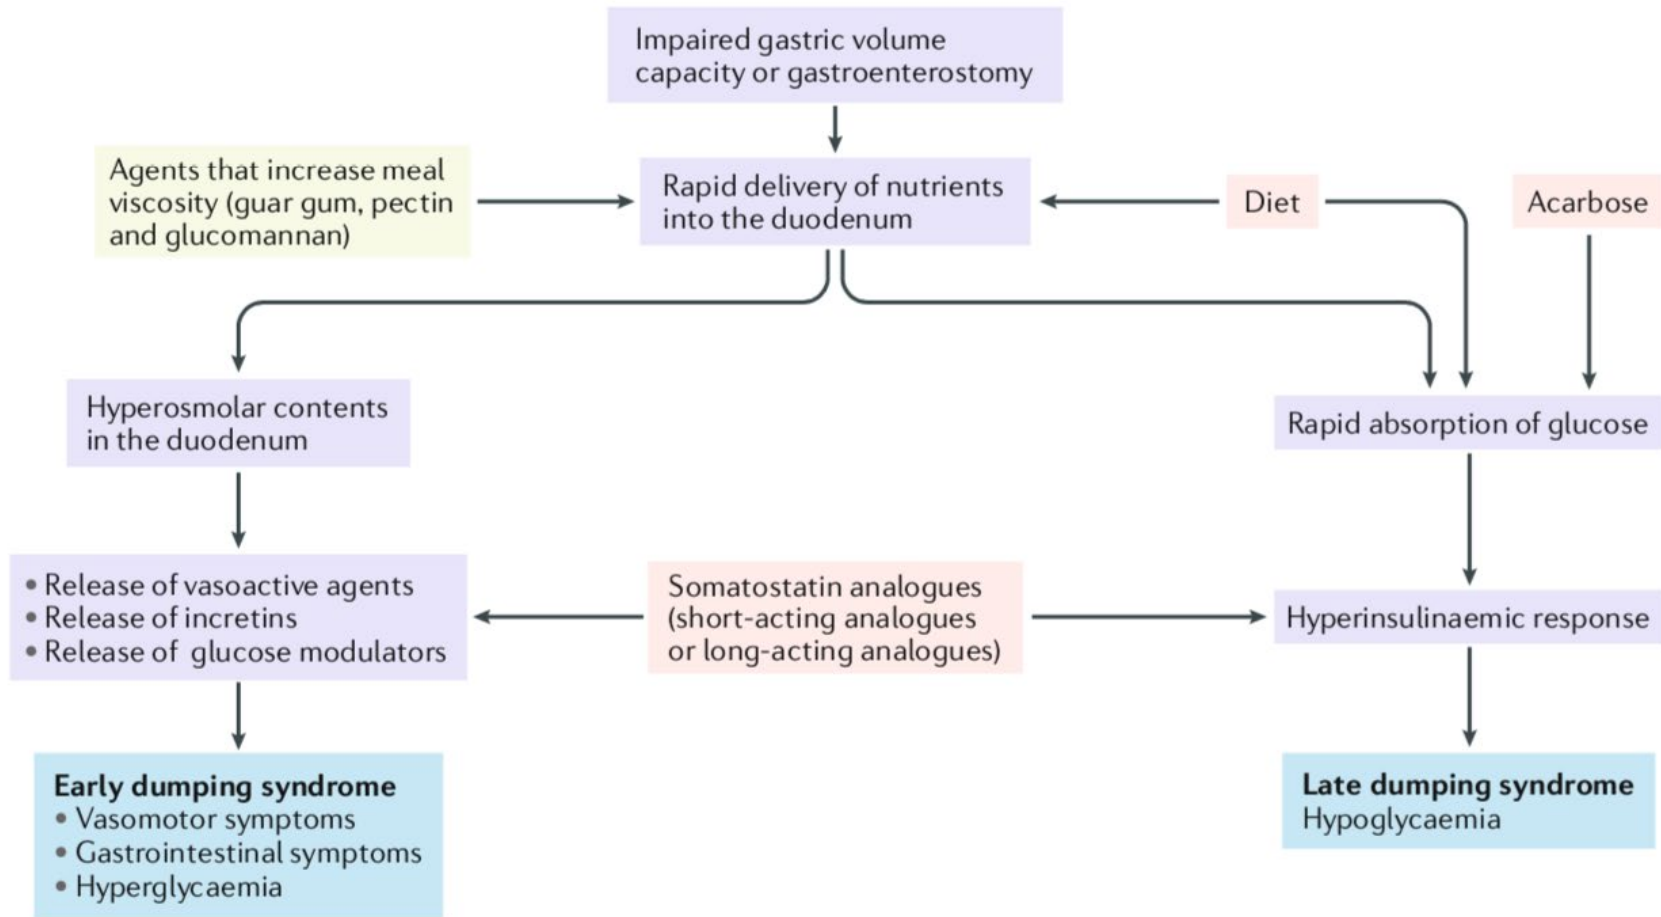 Impaired gastric volume
capacity or gastroenterostomy
Agents that increase meal
viscosity (guar gum, pectin
and glucomannan)
Rapid delivery of nutrients
into the duodenum
Diet
Acarbose
Hyperosmolar contents
in the duodenum
Rapid absorption of glucose
• Release of vasoactive agents
• Release of incretins
• Release of glucose modulators
Somatostatin analogues
(short-acting analogues
or long-acting analogues)
Hyperinsulinaemic response
Early dumping syndrome
• Vasomotor symptoms
• Gastrointestinal symptoms
• Hyperglycaemia
Late dumping syndrome
Hypoglycaemia